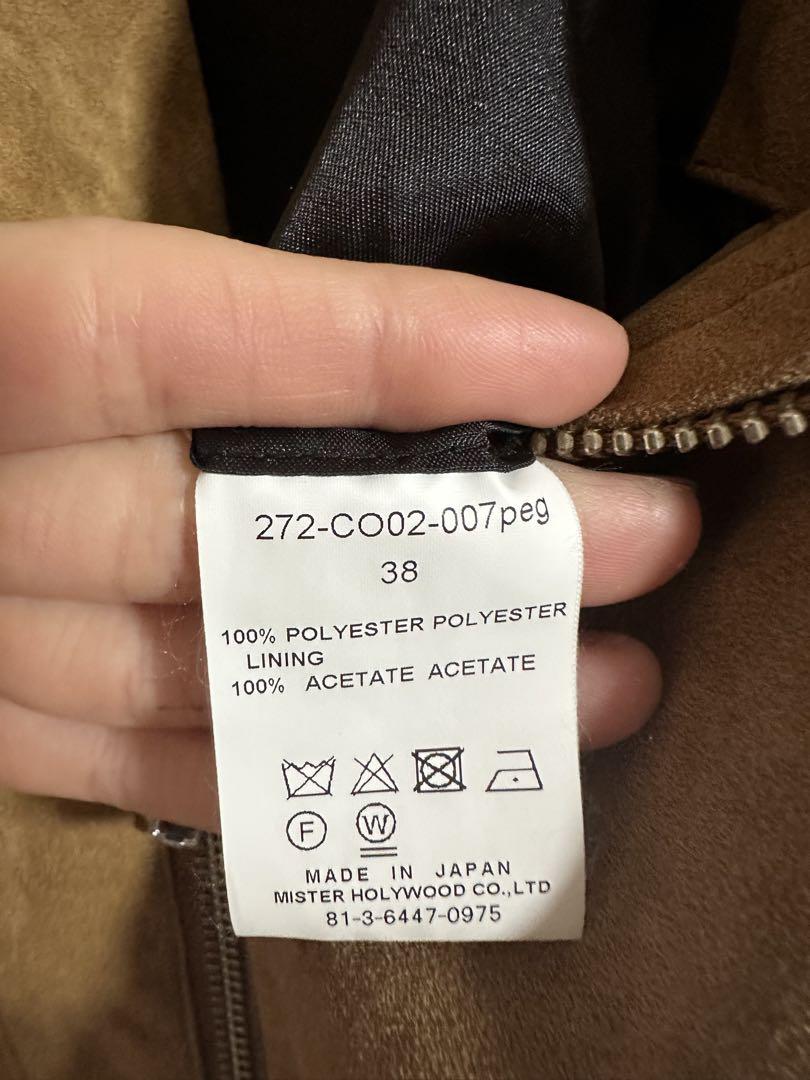 272-CO02-007peg
38
100% POLYESTER POLYESTER
LINING
100% ACETATE ACETATE
F W
MADE IN JAPAN
MISTER HOLYWOOD CO.,LTD
81-3-6447-0975